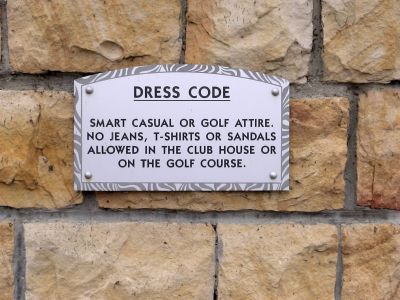 DRESS CODE
SMART CASUAL OR GOLF ATTIRE.
NO JEANS, T-SHIRTS OR SANDALS
ALLOWED IN THE CLUB HOUSE OR
ON THE GOLF COURSE.